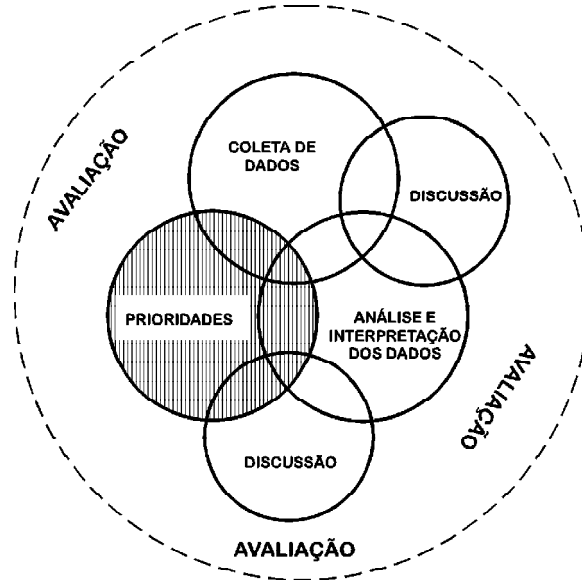 AVALIAÇÃO
COLETA DE
DADOS
DISCUSSÃO
PRIORIDADES
ANÁLISE E
INTERPRETAÇÃO
DOS DADOS
AVALIAÇÃO
DISCUSSÃO
AVALIAÇÃO